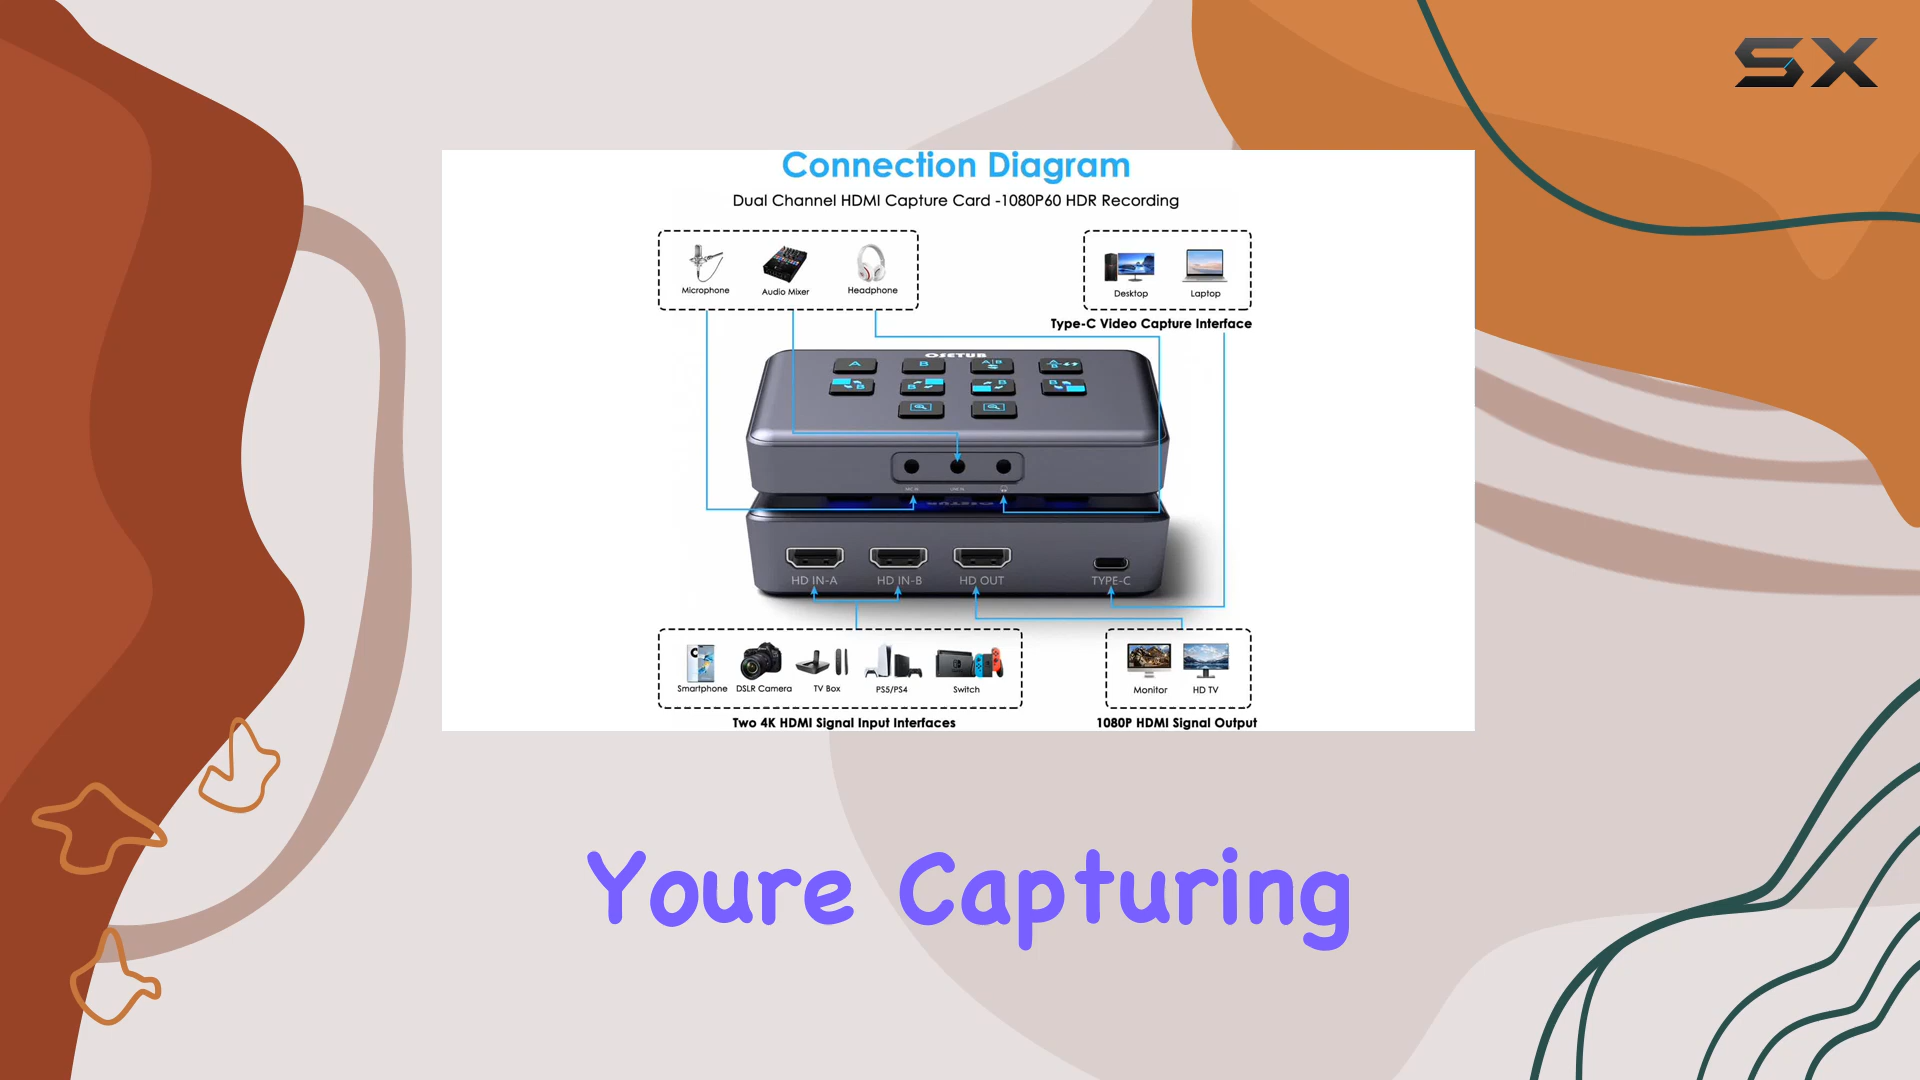 SX
Connection Diagram
Dual Channel HDMI Capture Card -1080P60 HDR Recording
Microphone
Audio Mixer
Headphone
Desktop
Laptop
Type-C Video Capture Interface
OSETUB
A
B
A B
B
B
B
B
HD IN-A
HD IN-B
HD OUT
TYPE-C
Smartphone
DSLR Camera
TV Box
PS5/PS4
Switch
Monitor
HD TV
Two 4K HDMI Signal Input Interfaces
1080P HDMI Signal Output
Youre Capturing